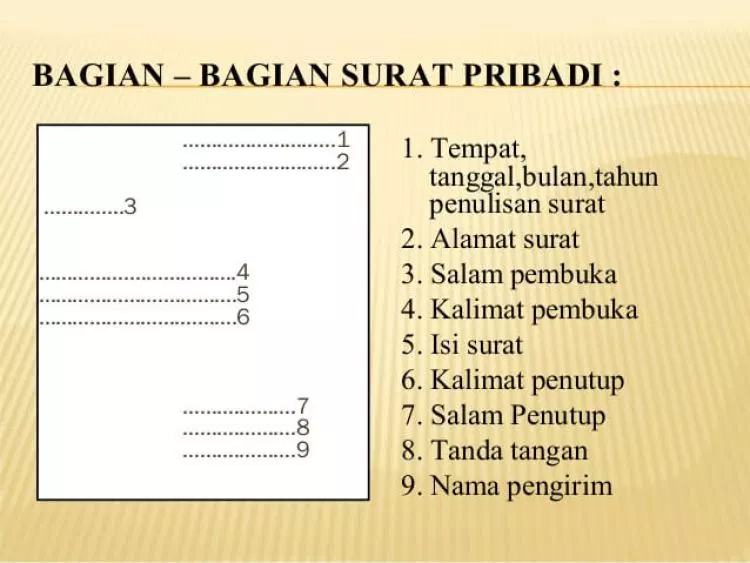 BAGIAN – BAGIAN SURAT PRIBADI :
............................1
............................2
..............3
...................................4
...................................5
...................................6
....................7
....................8
....................9
1. Tempat,
tanggal,bulan,tahun
penulisan surat
2. Alamat surat
3. Salam pembuka
4. Kalimat pembuka
5. Isi surat
6. Kalimat penutup
7. Salam Penutup
8. Tanda tangan
9. Nama pengirim